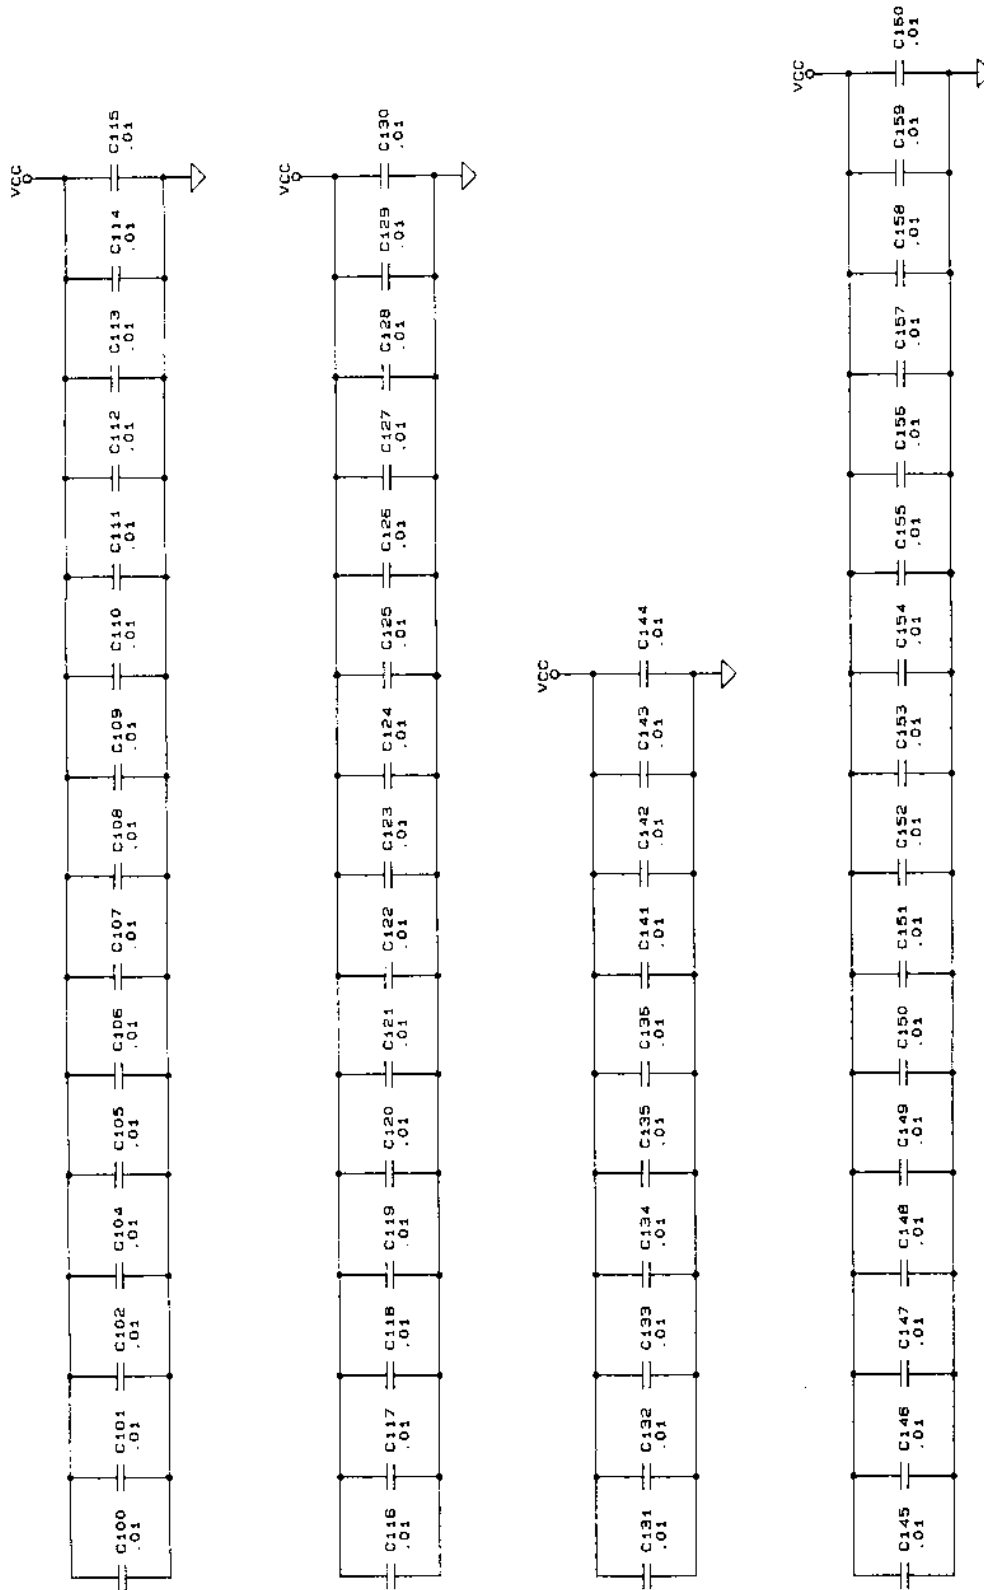 VCC
C100
.01
C101
.01
C102
.01
C104
.01
C105
.01
C106
.01
C107
.01
C108
.01
C109
.01
C110
.01
C111
.01
C112
.01
C113
.01
C114
.01
C115
.01
VCC
C116
.01
C117
.01
C118
.01
C119
.01
C120
.01
C121
.01
C122
.01
C123
.01
C124
.01
C125
.01
C126
.01
C127
.01
C128
.01
C129
.01
C130
.01
VCC
C131
.01
C132
.01
C133
.01
C134
.01
C135
.01
C136
.01
C141
.01
C142
.01
C143
.01
C144
.01
VCC
C145
.01
C146
.01
C147
.01
C148
.01
C149
.01
C150
.01
C151
.01
C152
.01
C153
.01
C154
.01
C155
.01
C156
.01
C157
.01
C158
.01
C159
.01
C160
.01